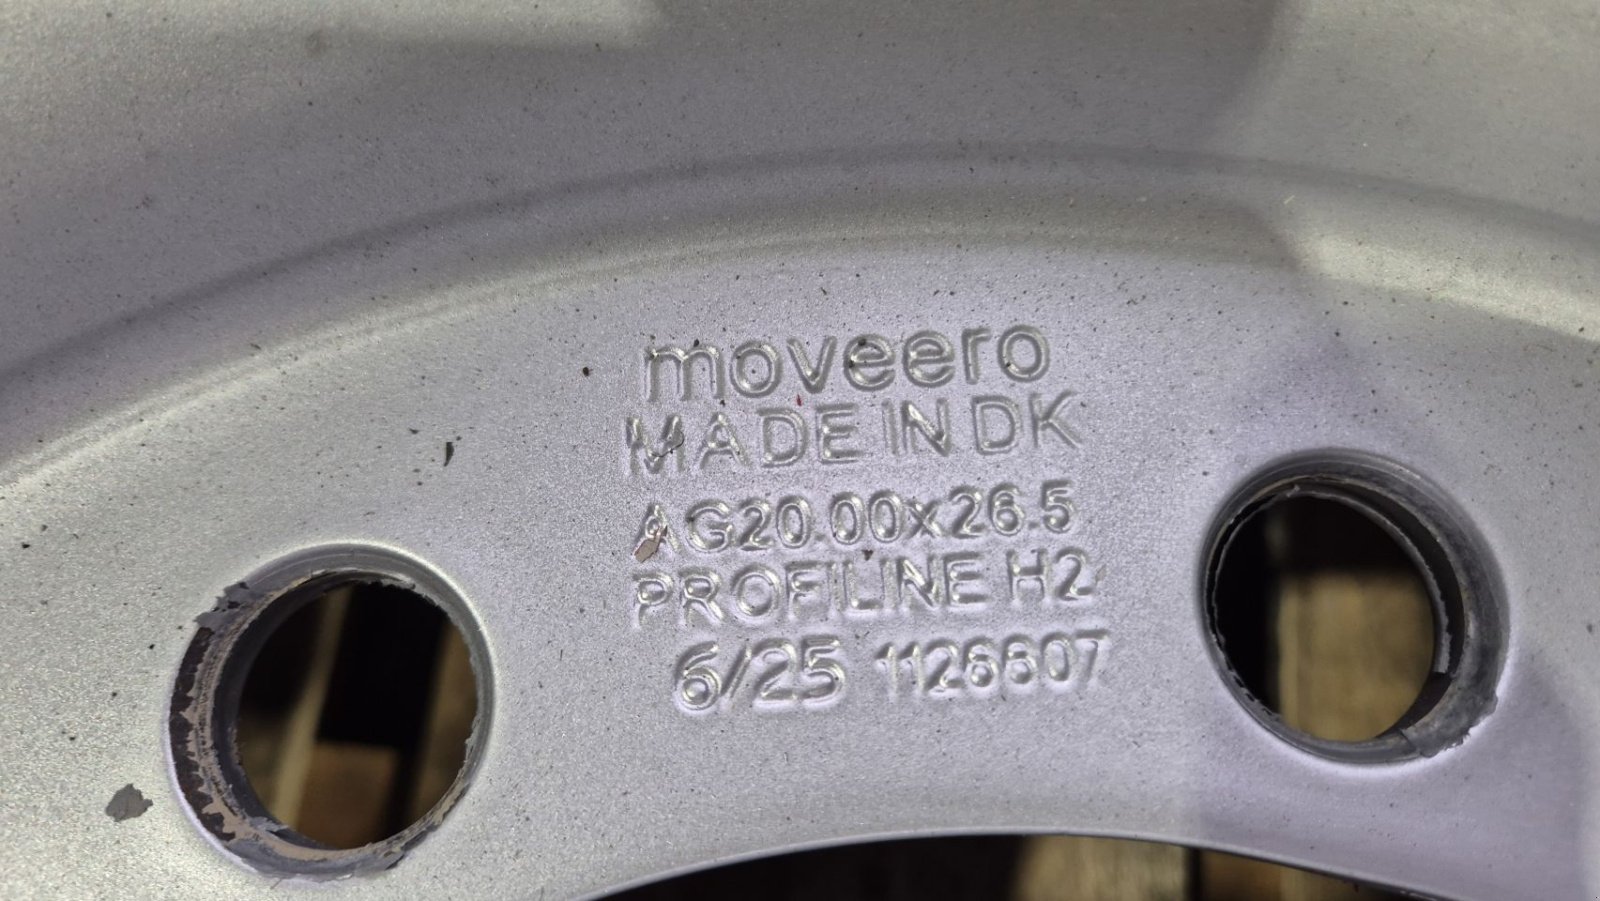 moveero
MADE IN DK
AG20.00x26.5
PROFILINE H2
6/25 1126607